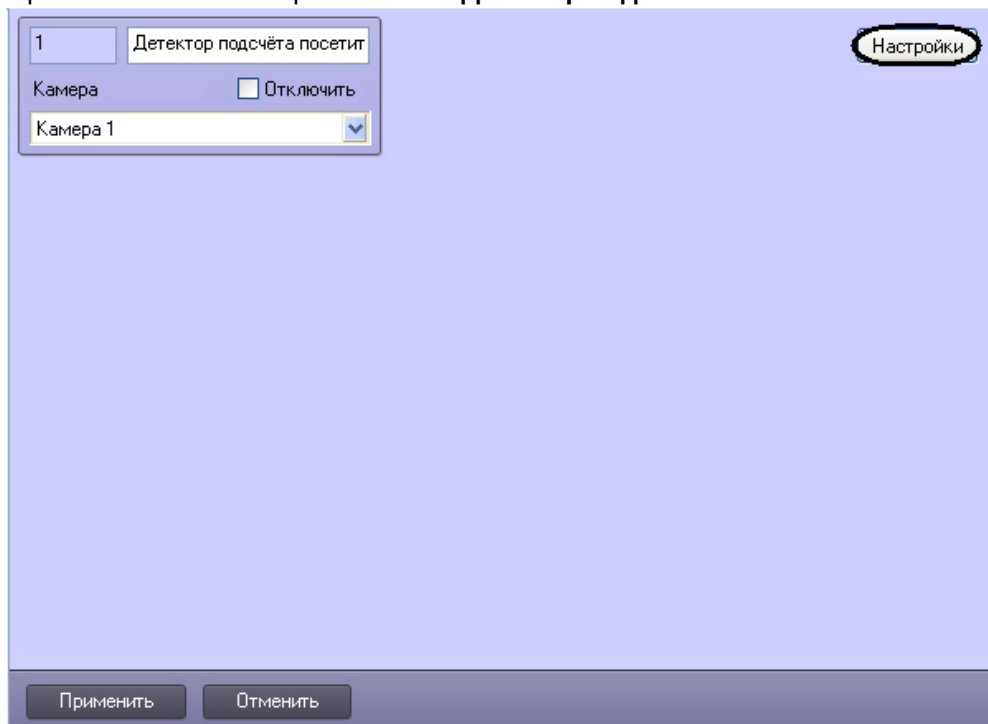 1 Детектор подсчёта посетит
Настройки
Камера Отключить
Камера 1
Применить Отменить